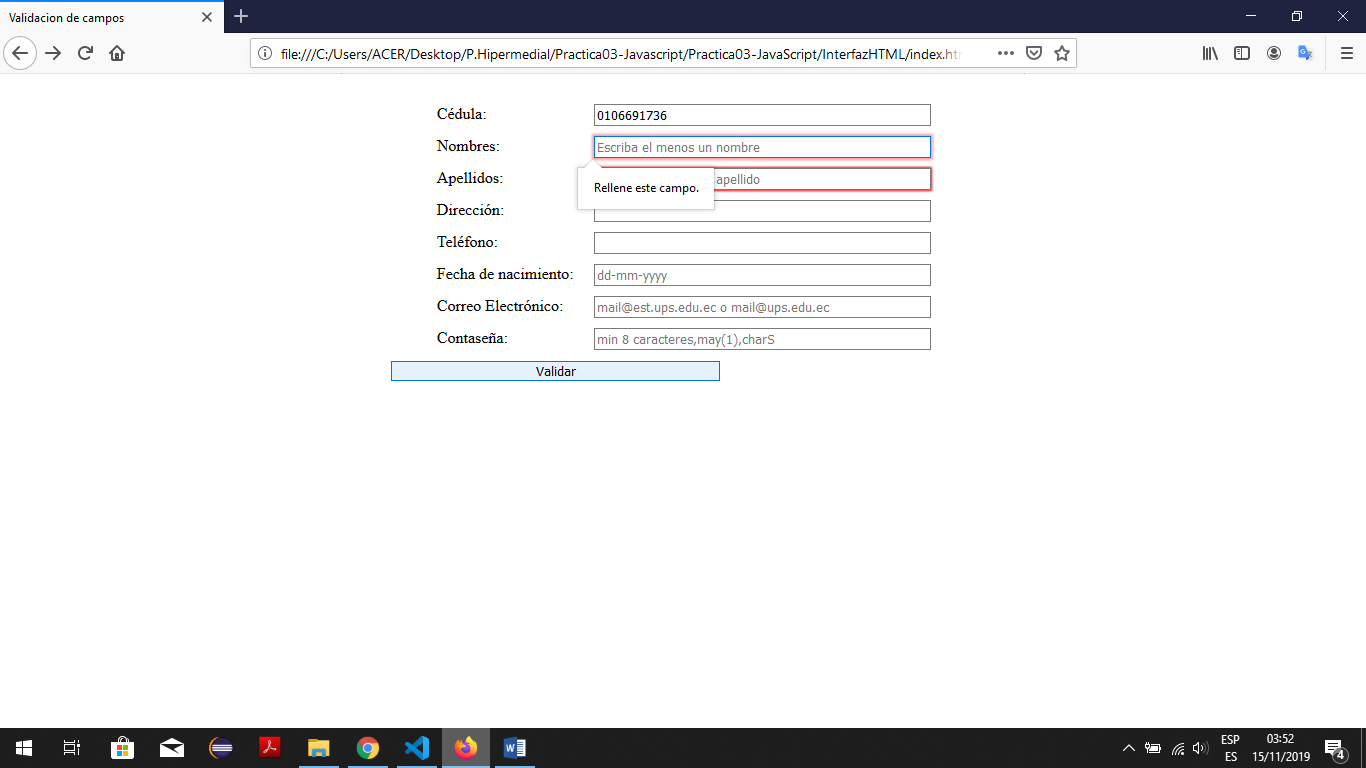 Validacion de campos
file:///C:/Users/ACER/Desktop/P.Hipermedial/Practica03-Javascript/Practica03-JavaScript/InterfazHTML/index.htm
Cédula: 0106691736
Nombres: Escriba el menos un nombre
Apellidos: apellido
Rellene este campo.
Dirección:
Teléfono:
Fecha de nacimiento: dd-mm-yyyy
Correo Electrónico: mail@est.ups.edu.ec o mail@ups.edu.ec
Contaseña: min 8 caracteres,may(1),charS
Validar
ESP 03:52
ES 15/11/2019
4